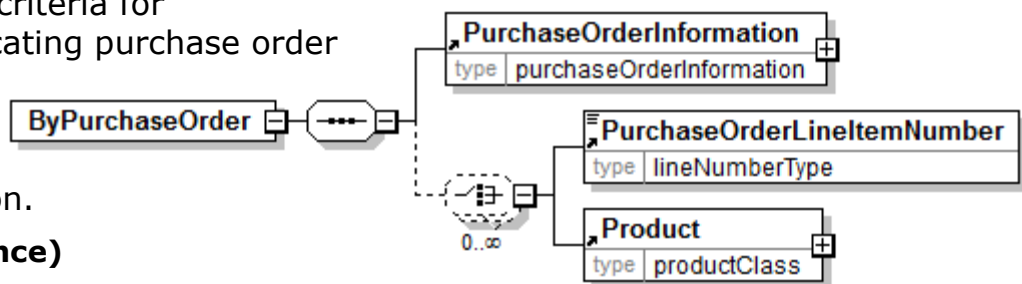 criteria for
cating purchase order
PurchaseOrderInformation
type purchaseOrderInformation
ByPurchaseOrder
PurchaseOrderLineItemNumber
type lineNumberType
on.
0..∞
nce)
Product
type productClass